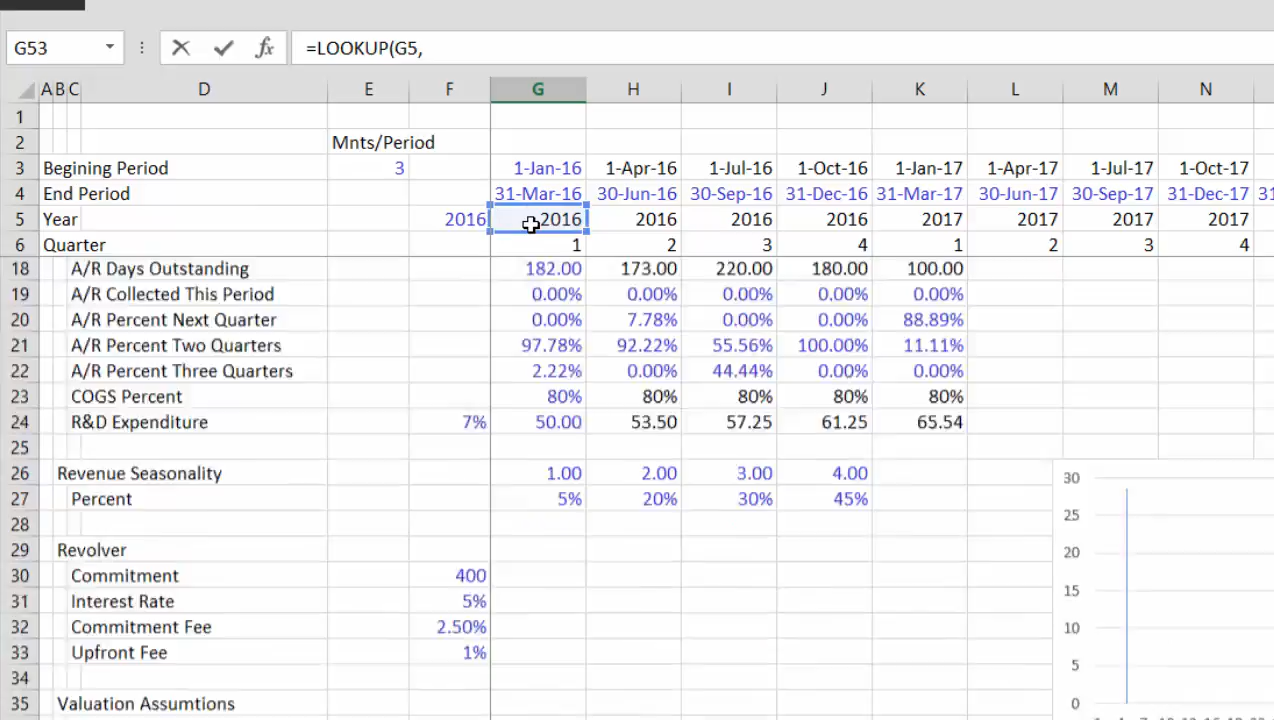 G53 =LOOKUP(G5,
A B C D E F G H I J K L M N
1
2 Mnts/Period
3 Begining Period 3 1-Jan-16 1-Apr-16 1-Jul-16 1-Oct-16 1-Jan-17 1-Apr-17 1-Jul-17 1-Oct-17
4 End Period 31-Mar-16 30-Jun-16 30-Sep-16 31-Dec-16 31-Mar-17 30-Jun-17 30-Sep-17 31-Dec-17
5 Year 2016 2016 2016 2016 2016 2017 2017 2017 2017
6 Quarter 1 2 3 4 1 2 3 4
18 A/R Days Outstanding 182.00 173.00 220.00 180.00 100.00
19 A/R Collected This Period 0.00% 0.00% 0.00% 0.00% 0.00%
20 A/R Percent Next Quarter 0.00% 7.78% 0.00% 0.00% 88.89%
21 A/R Percent Two Quarters 97.78% 92.22% 55.56% 100.00% 11.11%
22 A/R Percent Three Quarters 2.22% 0.00% 44.44% 0.00% 0.00%
23 COGS Percent 80% 80% 80% 80% 80%
24 R&D Expenditure 7% 50.00 53.50 57.25 61.25 65.54
25
26 Revenue Seasonality 1.00 2.00 3.00 4.00 30
27 Percent 5% 20% 30% 45% 25
28
29 Revolver 20
30 Commitment 400 15
31 Interest Rate 5%
32 Commitment Fee 2.50% 10
33 Upfront Fee 1% 5
34
35 Valuation Assumtions 0